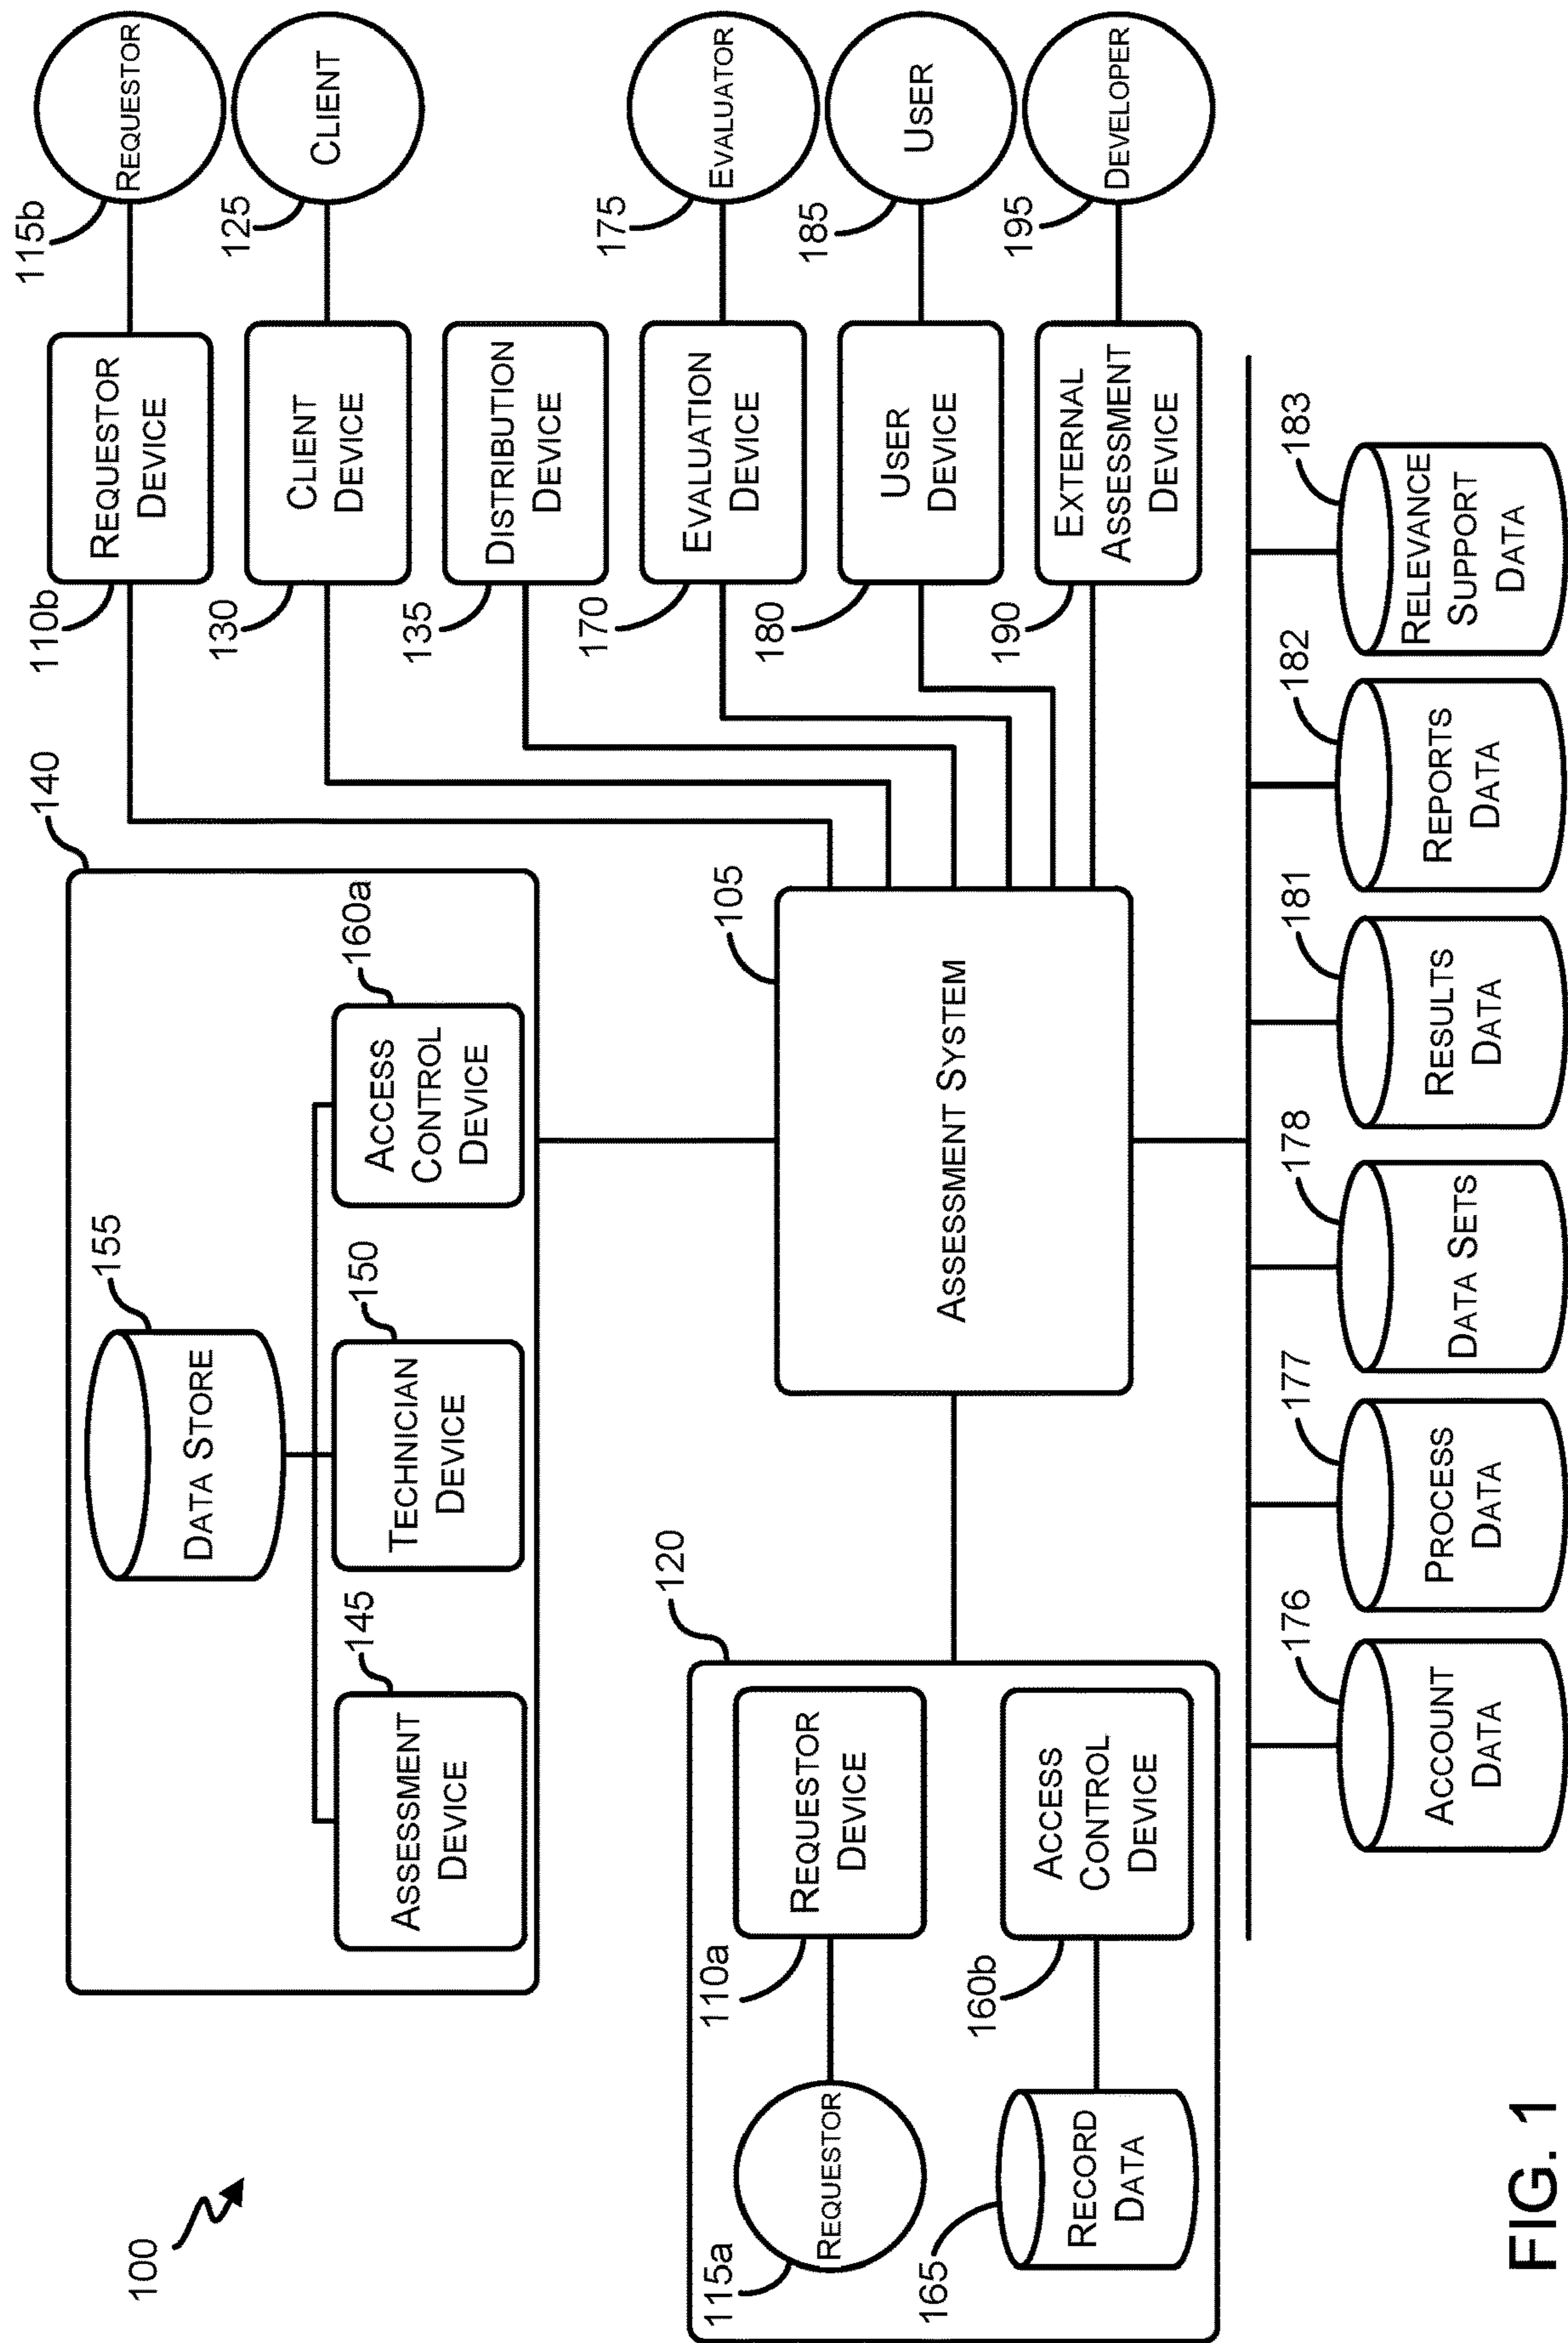 100
140
155
DATA STORE
145
ASSESSMENT
DEVICE
150
TECHNICIAN
DEVICE
160a
ACCESS
CONTROL
DEVICE
115b
REQUESTOR
110b
REQUESTOR
DEVICE
125
CLIENT
130
CLIENT
DEVICE
135
DISTRIBUTION
DEVICE
175
EVALUATOR
170
EVALUATION
DEVICE
185
USER
180
USER
DEVICE
195
DEVELOPER
190
EXTERNAL
ASSESSMENT
DEVICE
105
ASSESSMENT SYSTEM
120
115a
REQUESTOR
110a
REQUESTOR
DEVICE
165
RECORD
DATA
160b
ACCESS
CONTROL
DEVICE
176
ACCOUNT
DATA
177
PROCESS
DATA
178
DATA SETS
181
RESULTS
DATA
182
REPORTS
DATA
183
RELEVANCE
SUPPORT
DATA
FIG. 1